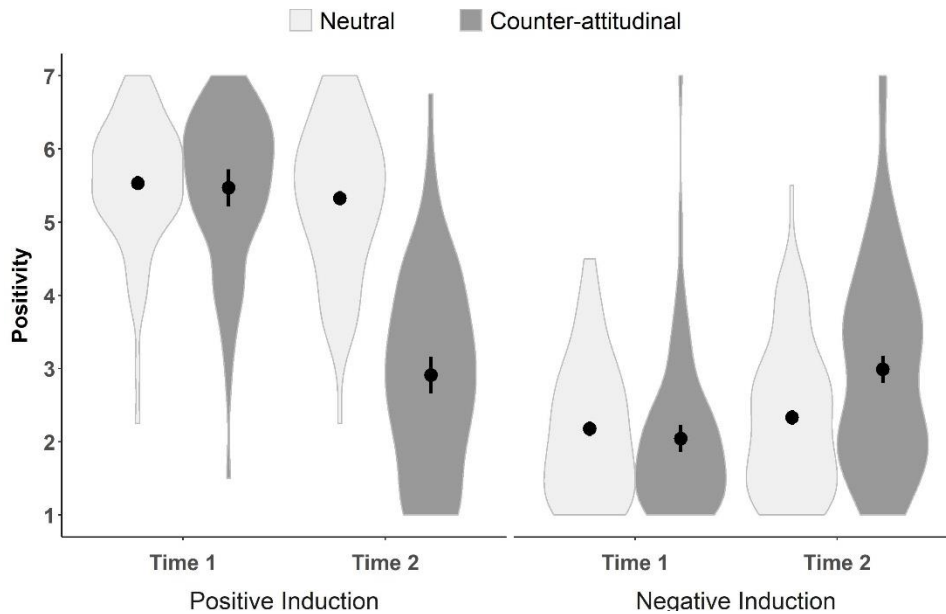 Neutral Counter-attitudinal
Positivity
7
6
5
4
3
2
1
Time 1 Time 2 Time 1 Time 2
Positive Induction Negative Induction